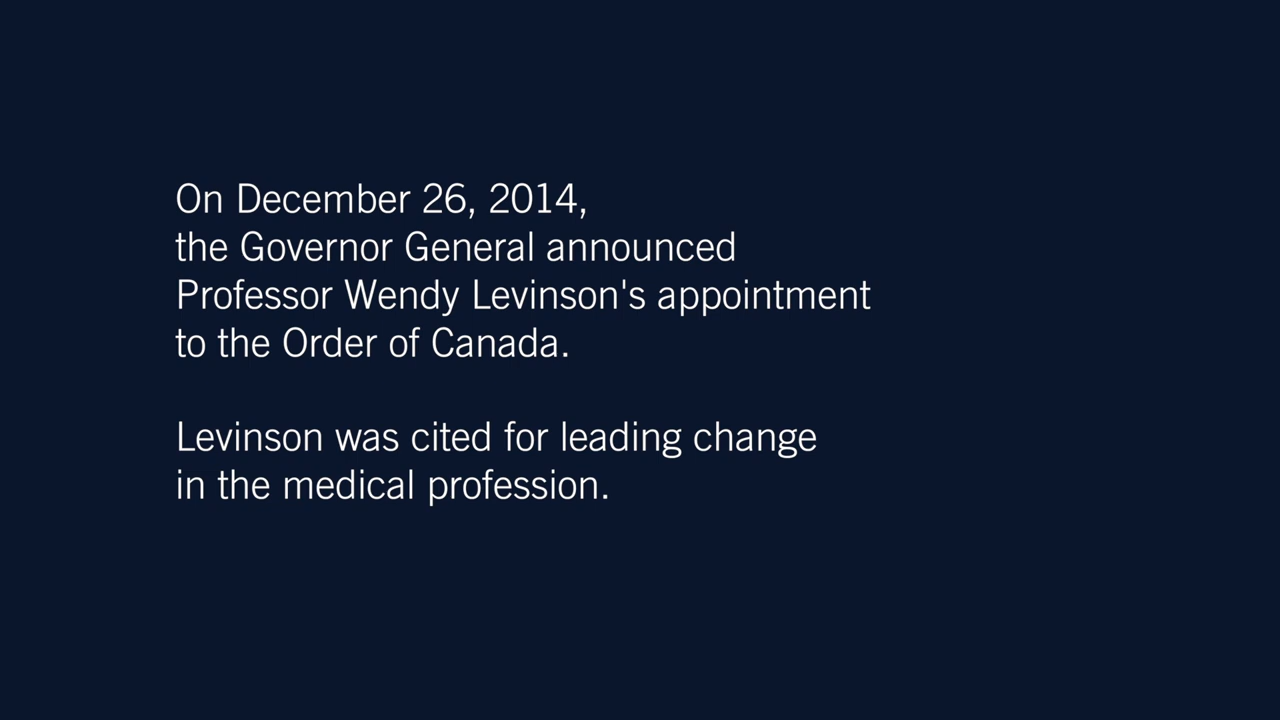 On December 26, 2014,
the Governor General announced
Professor Wendy Levinson's appointment
to the Order of Canada.
Levinson was cited for leading change
in the medical profession.